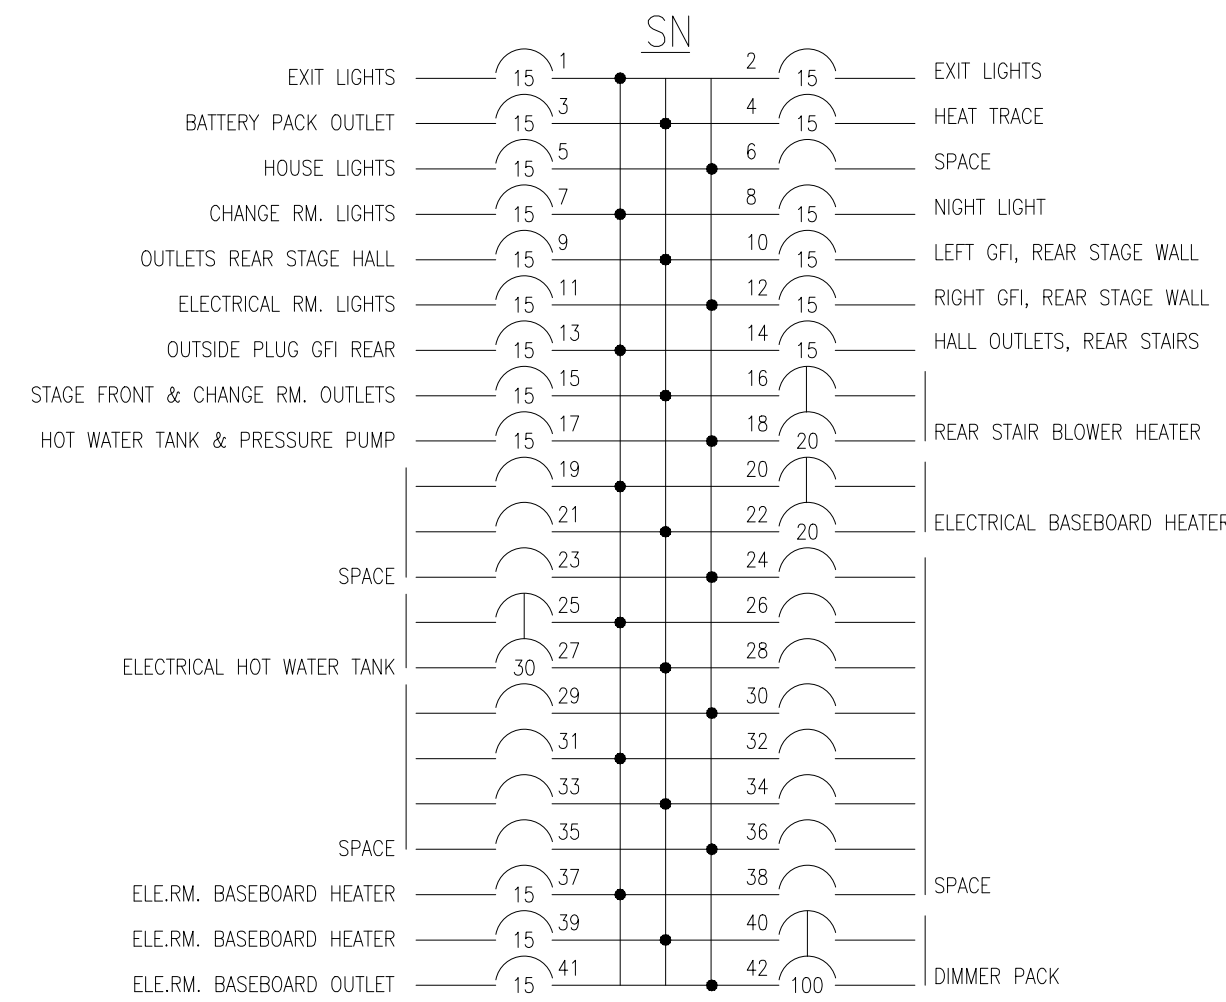 SN
EXIT LIGHTS 15 1 2 15 EXIT LIGHTS
BATTERY PACK OUTLET 15 3 4 15 HEAT TRACE
HOUSE LIGHTS 15 5 6 SPACE
CHANGE RM. LIGHTS 15 7 8 15 NIGHT LIGHT
OUTLETS REAR STAGE HALL 15 9 10 15 LEFT GFI, REAR STAGE WALL
ELECTRICAL RM. LIGHTS 15 11 12 15 RIGHT GFI, REAR STAGE WALL
OUTSIDE PLUG GFI REAR 15 13 14 15 HALL OUTLETS, REAR STAIRS
STAGE FRONT & CHANGE RM. OUTLETS 15 15 16
HOT WATER TANK & PRESSURE PUMP 15 17 18 20 REAR STAIR BLOWER HEATER
19 20
21 22 20 ELECTRICAL BASEBOARD HEATER
SPACE 23 24
25 26
ELECTRICAL HOT WATER TANK 30 27 28
29 30
31 32
33 34
SPACE 35 36
ELE.RM. BASEBOARD HEATER 15 37 38 SPACE
ELE.RM. BASEBOARD HEATER 15 39 40
ELE.RM. BASEBOARD OUTLET 15 41 42 100 DIMMER PACK